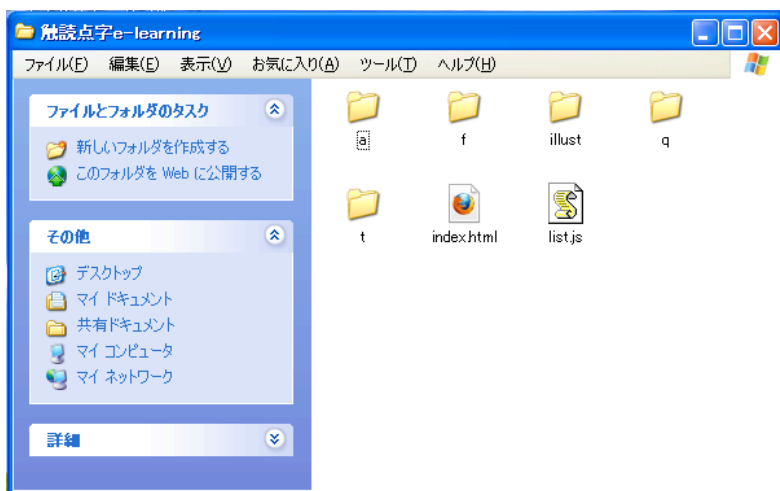 触読点字e-learning
ファイル(F) 編集(E) 表示(V) お気に入り(A) ツール(T) ヘルプ(H)
ファイルとフォルダのタスク
新しいフォルダを作成する
このフォルダを Web に公開する
その他
デスクトップ
マイ ドキュメント
共有ドキュメント
マイ コンピュータ
マイ ネットワーク
詳細
a f illust q
t index.html list.js